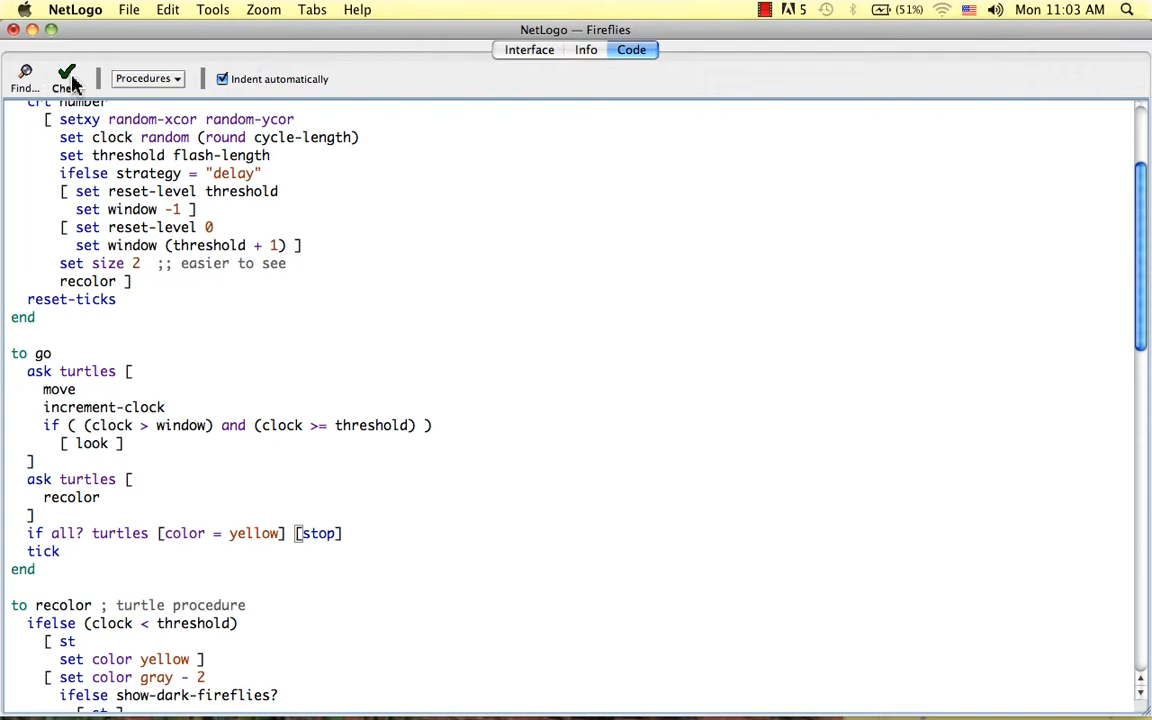 NetLogo File Edit Tools Zoom Tabs Help 5 (51%) Mon 11:03 AM
NetLogo — Fireflies
Interface Info Code
Find... Procedures Indent automatically
crt number
[ setxy random-xcor random-ycor
set clock random (round cycle-length)
set threshold flash-length
ifelse strategy = "delay"
[ set reset-level threshold
set window -1 ]
[ set reset-level 0
set window (threshold + 1) ]
set size 2 ;; easier to see
recolor ]
reset-ticks
end
to go
ask turtles [
move
increment-clock
if ( (clock > window) and (clock >= threshold) )
[ look ]
]
ask turtles [
recolor
]
if all? turtles [color = yellow] [stop]
tick
end
to recolor ; turtle procedure
ifelse (clock < threshold)
[ st
set color yellow ]
[ set color gray - 2
ifelse show-dark-fireflies?
[ st ]